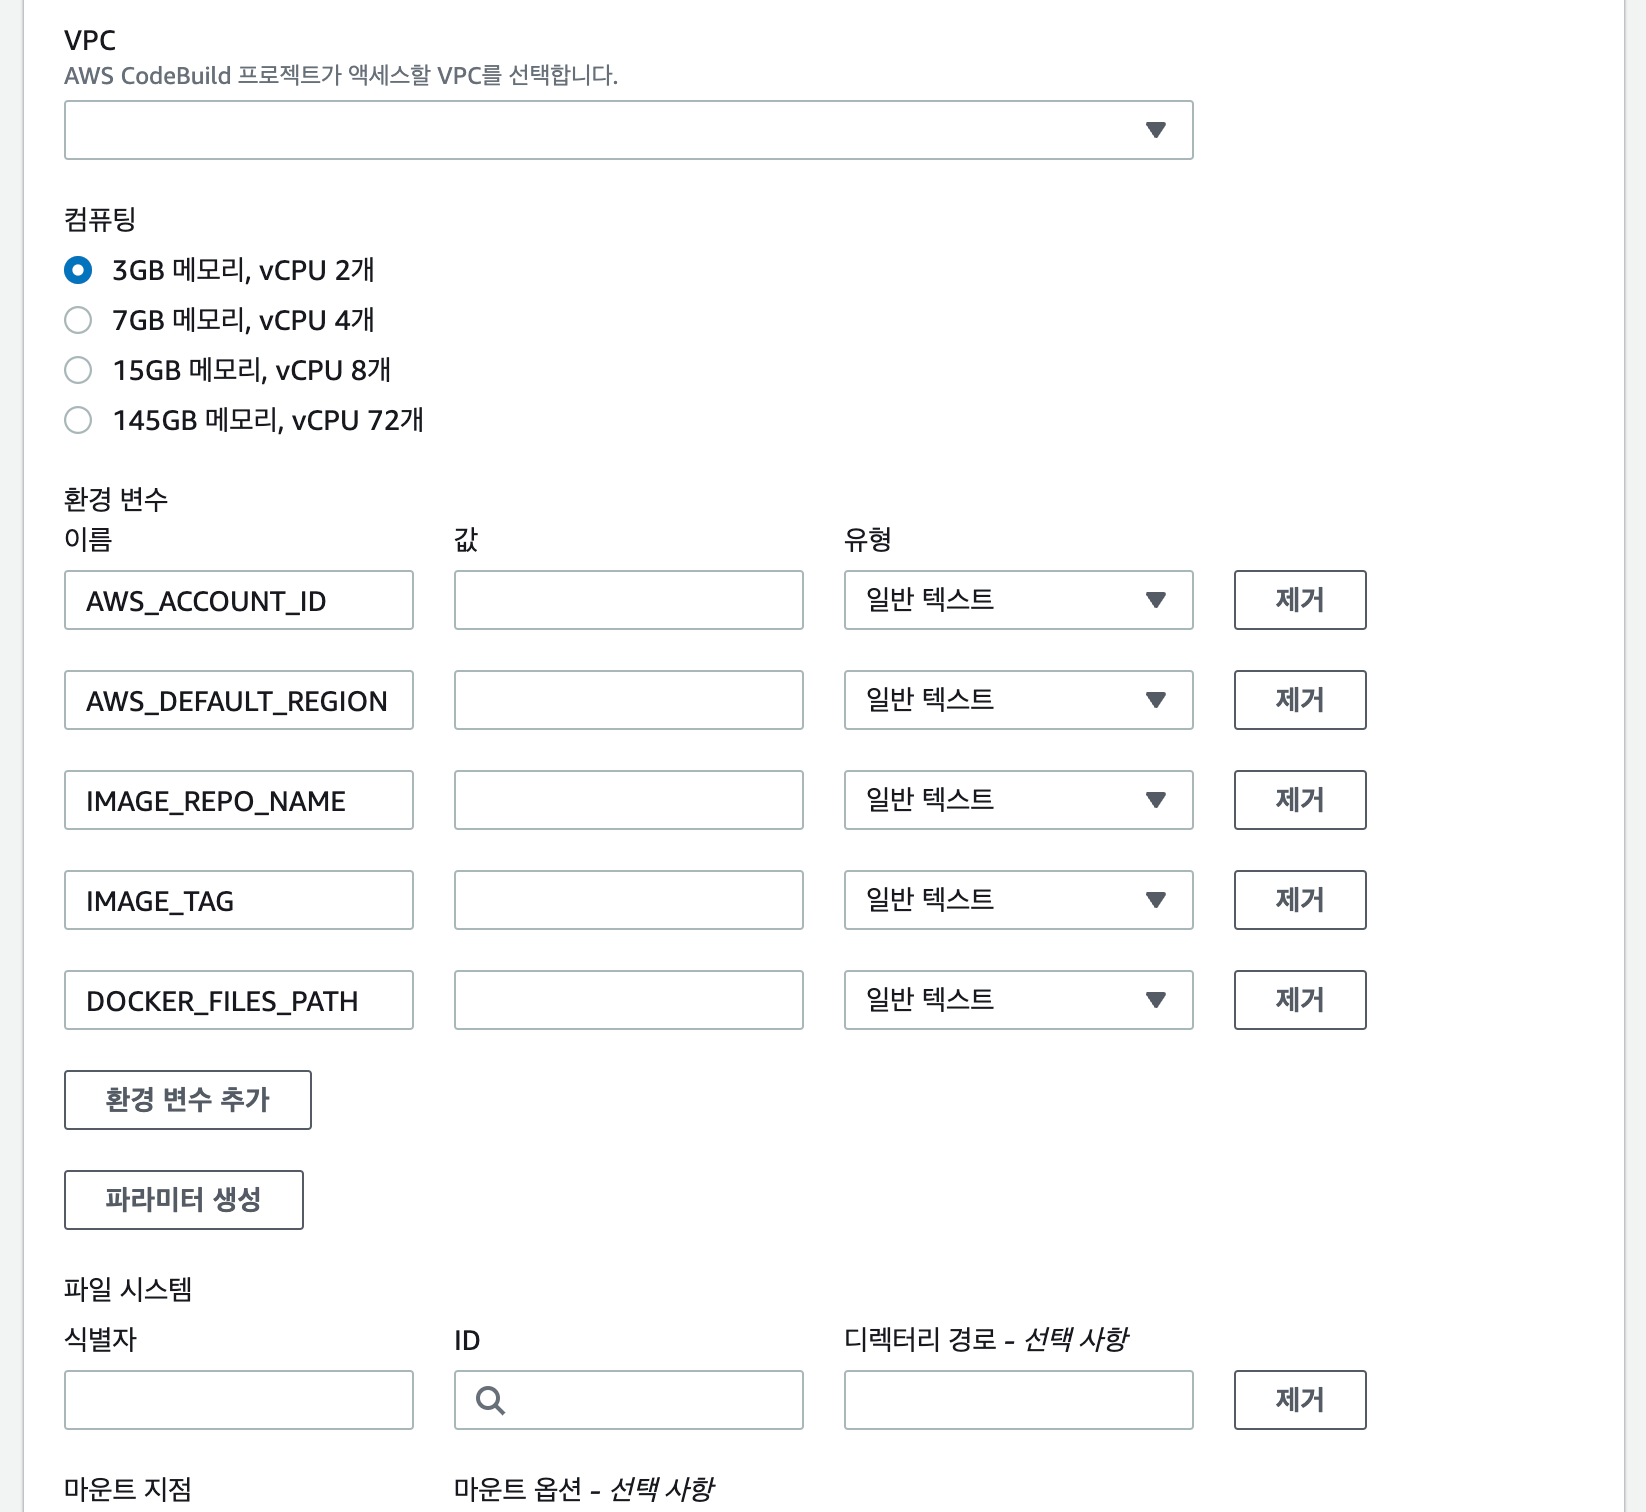 VPC
AWS CodeBuild 프로젝트가 액세스할 VPC를 선택합니다.
컴퓨팅
3GB 메모리, vCPU 2개
7GB 메모리, vCPU 4개
15GB 메모리, vCPU 8개
145GB 메모리, vCPU 72개
환경 변수
이름 값 유형
AWS_ACCOUNT_ID 일반 텍스트 제거
AWS_DEFAULT_REGION 일반 텍스트 제거
IMAGE_REPO_NAME 일반 텍스트 제거
IMAGE_TAG 일반 텍스트 제거
DOCKER_FILES_PATH 일반 텍스트 제거
환경 변수 추가
파라미터 생성
파일 시스템
식별자 ID 디렉터리 경로 - 선택 사항
제거
마운트 지점 마운트 옵션 - 선택 사항